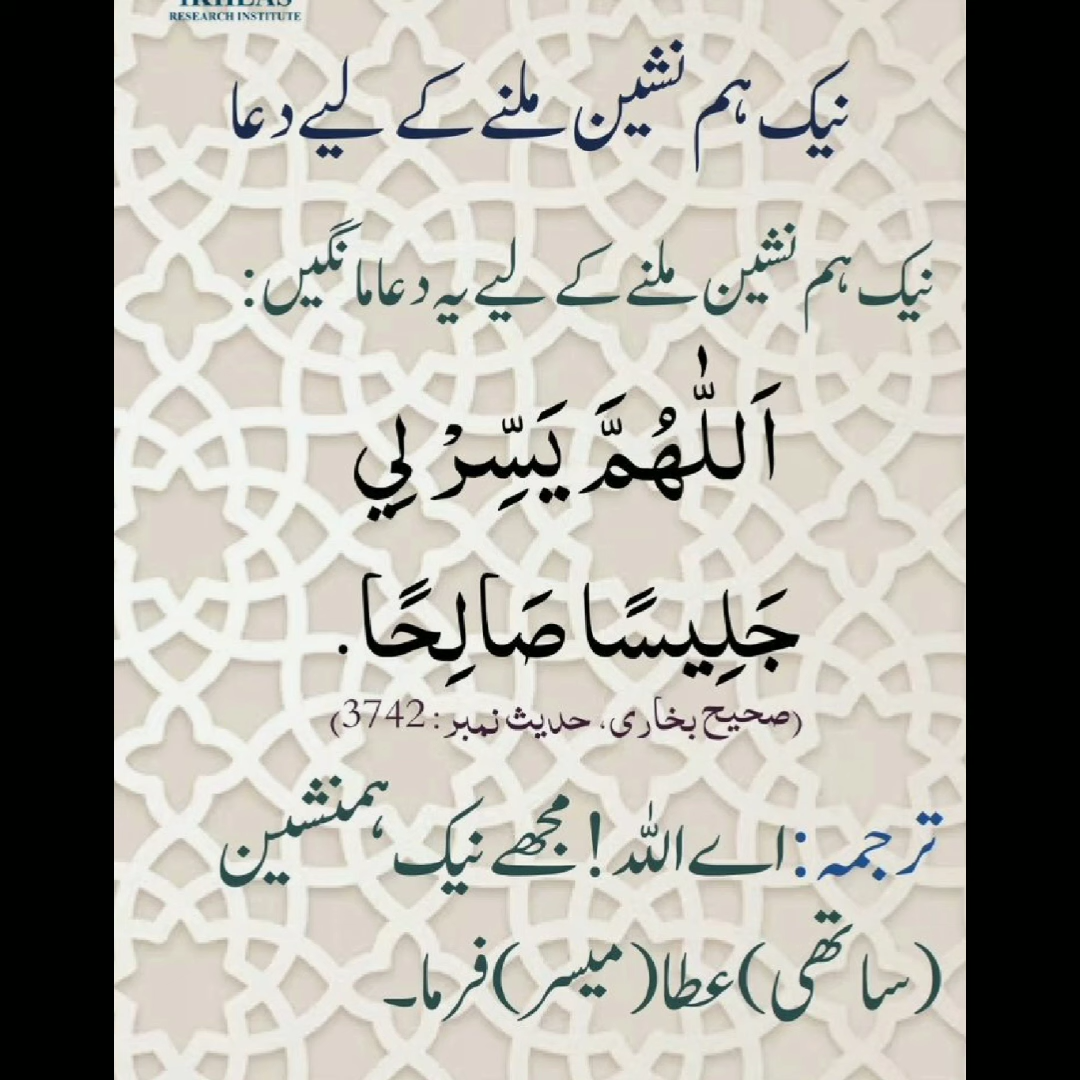 RESEARCH INSTITUTE
نیک ہم نشین ملنے کے لیے دعا
نیک ہم نشین ملنے کے لیے یہ دعا مانگیں:
اَللّٰهُمَّ يَسِّرْ لِي
جَلِيسًا صَالِحًا.
(صحیح بخاری، حدیث نمبر: 3742)
ترجمہ: اے اللہ! مجھے نیک ہمنشین
(ساتھی) عطا (میسر) فرما۔